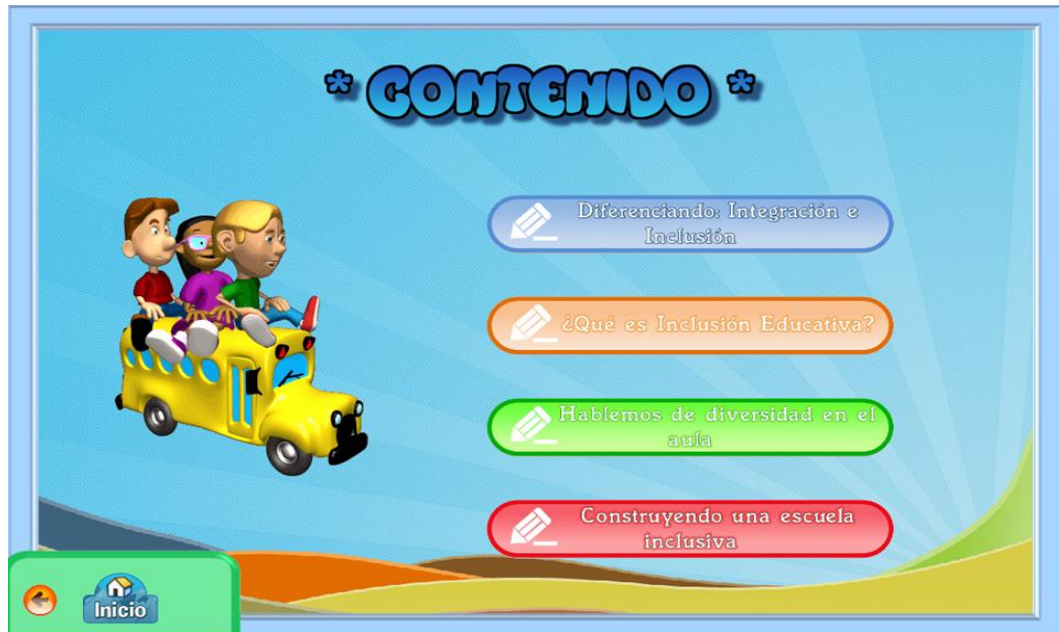 * CONTENIDO *
Diferenciando: Integración e
Inclusión
¿Qué es Inclusión Educativa?
Hablemos de diversidad en el
aula
Construyendo una escuela
inclusiva
Inicio